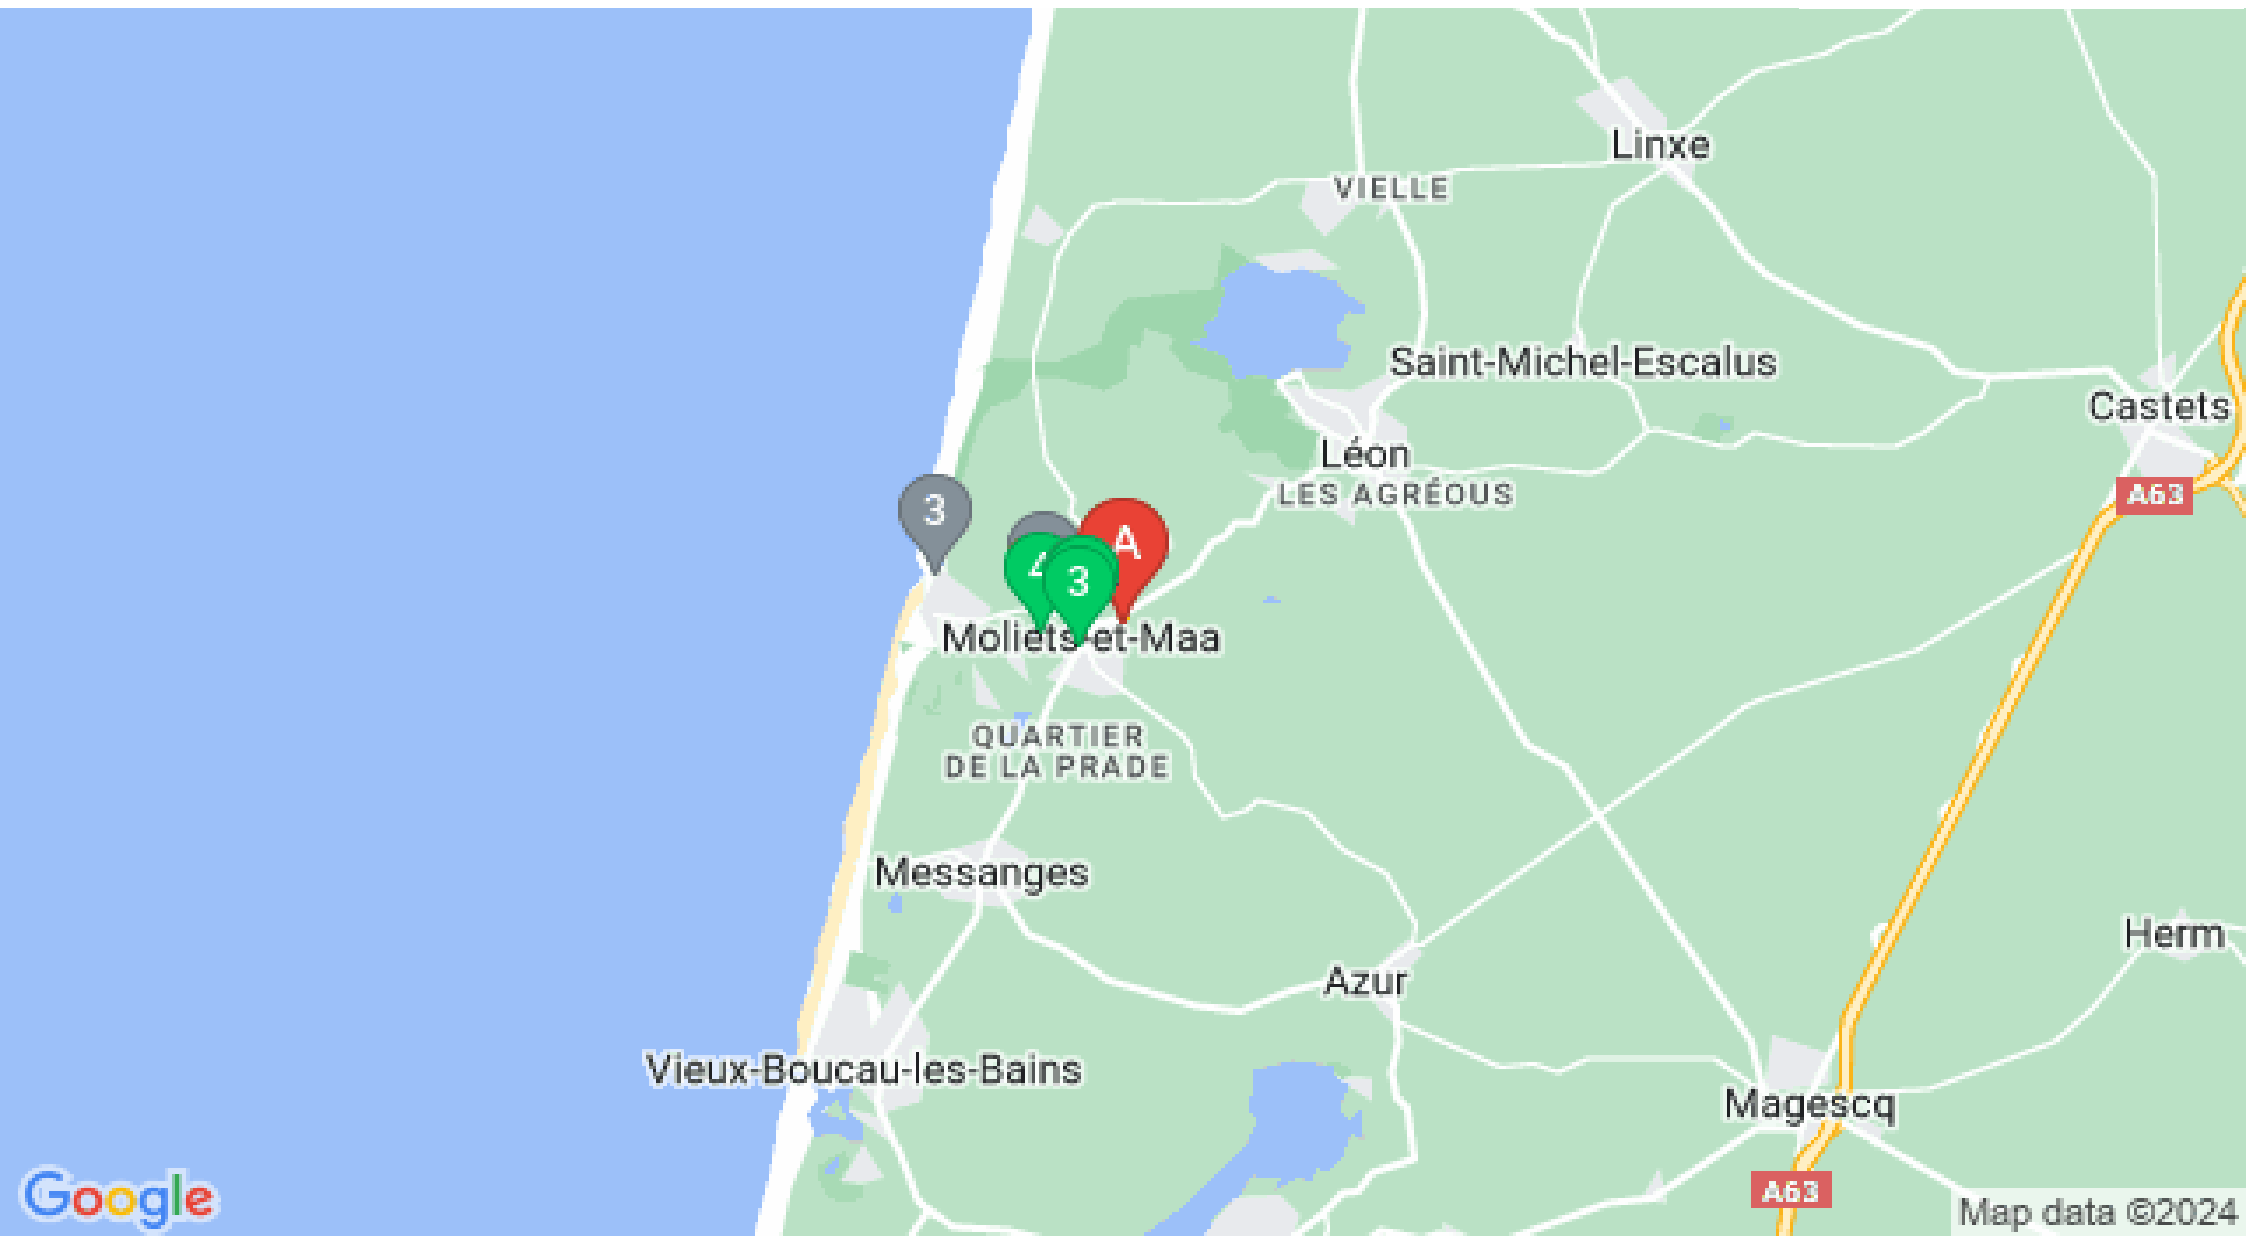 Linxe
VIELLE
Saint-Michel-Escalus
Castets
Léon
LES AGRÉOUS
A63
3
A
4
3
Moliets-et-Maa
QUARTIER
DE LA PRADE
Messanges
Herm
Azur
Vieux-Boucau-les-Bains
Magescq
A63
Google
Map data ©2024